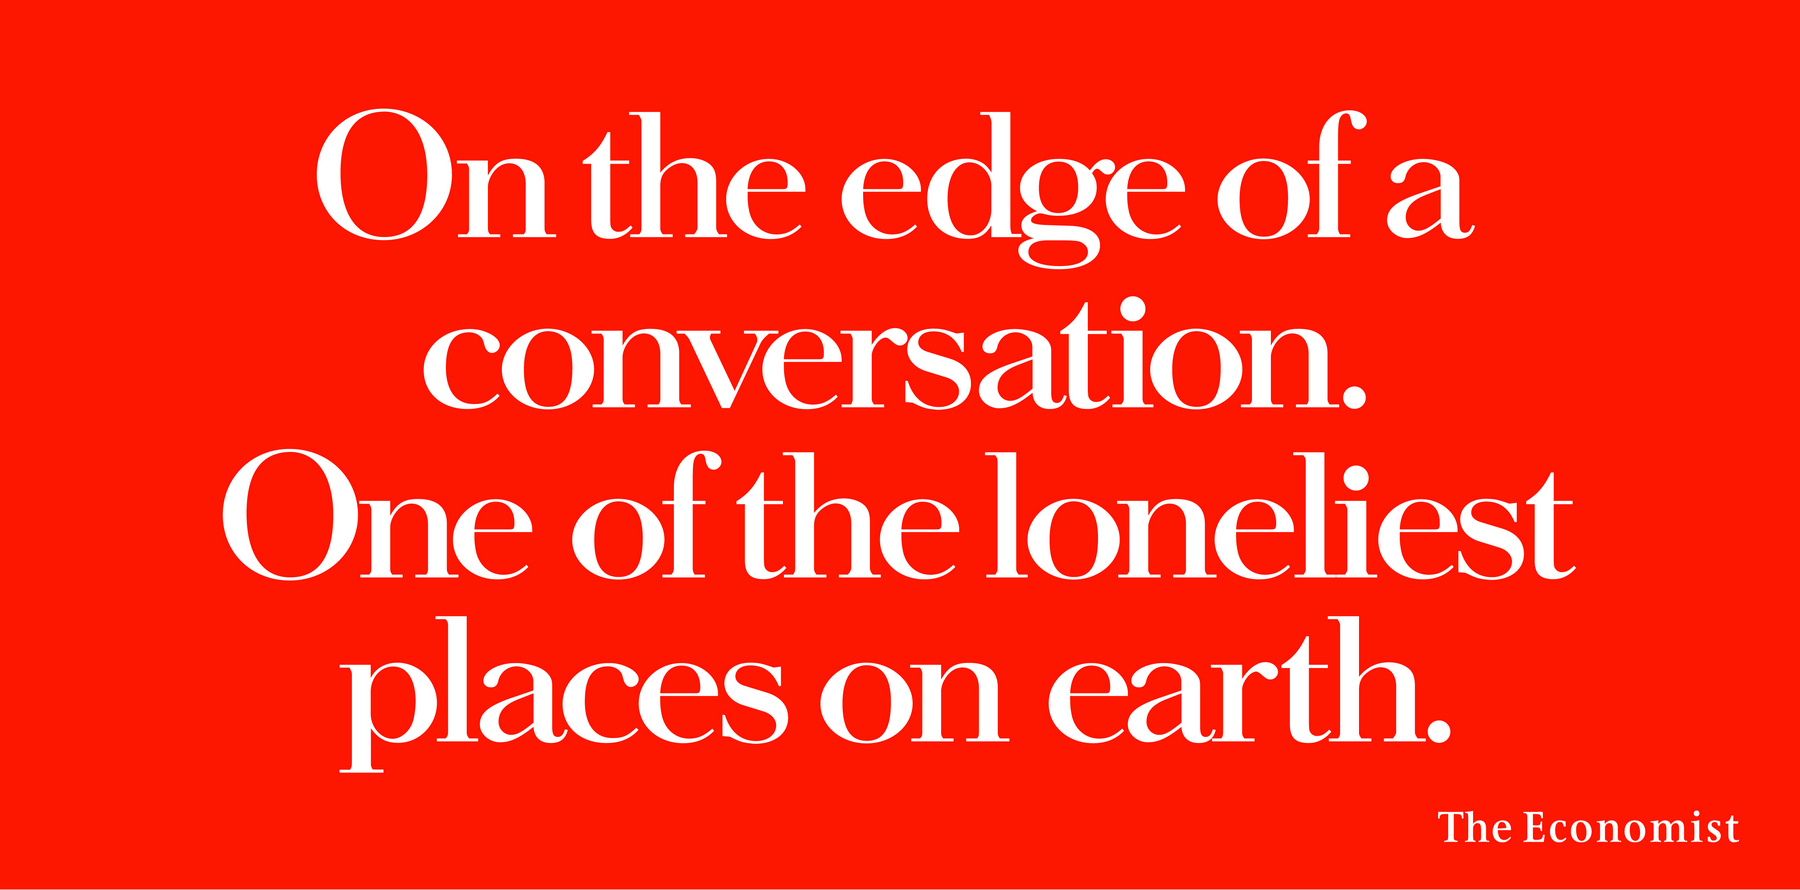 On the edge of a
conversation.
One of the loneliest
places on earth.
The Economist